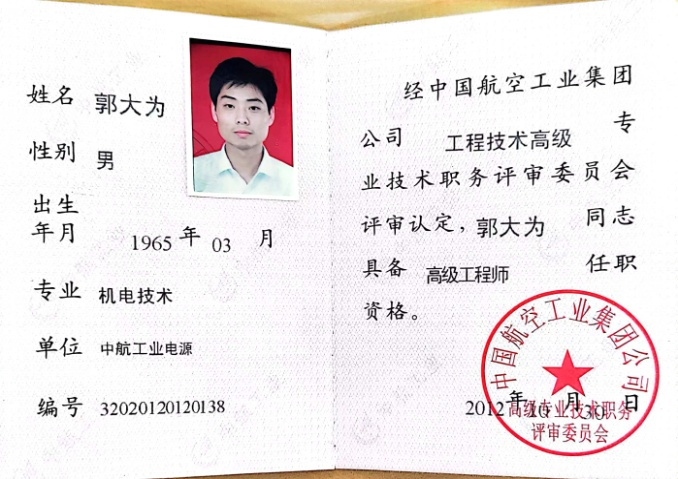 姓名 郭大为
性别 男
出生
年月 1965 年 03 月
专业 机电技术
单位 中航工业电源
编号 32020120120138
经中国航空工业集团
公司 工程技术高级 专
业技术职务评审委员会
评审认定，郭大为 同志
具备 高级工程师 任职
资格。
中国航空工业集团公司
2012 年 10 月 30 日
高级专业技术职务
评审委员会